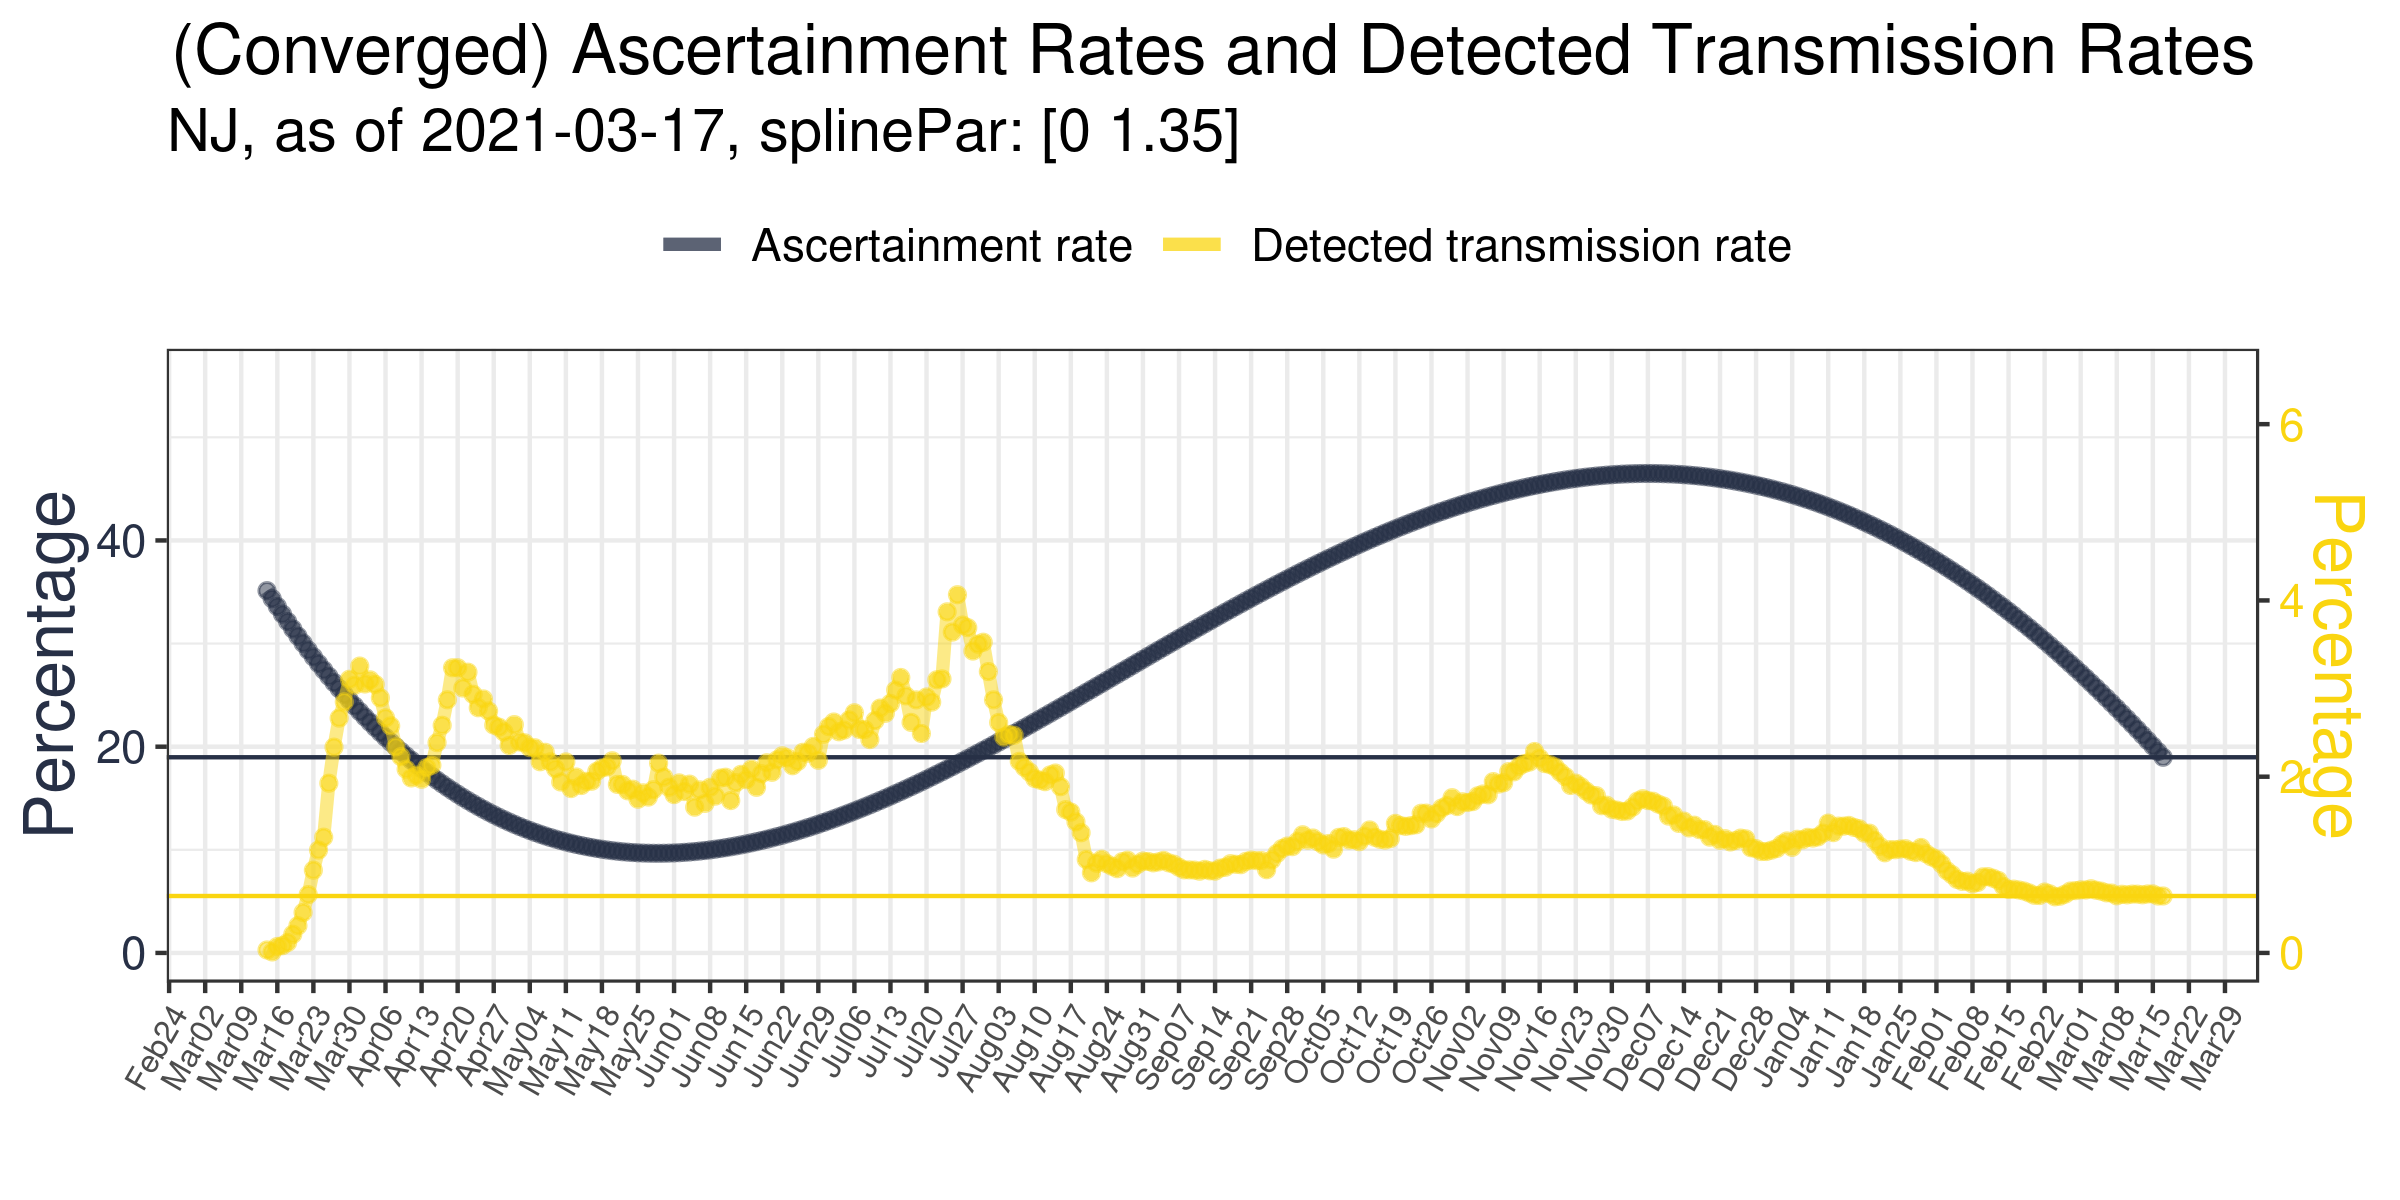 (Converged) Ascertainment Rates and Detected Transmission Rates
NJ, as of 2021-03-17, splinePar: [0 1.35]
Ascertainment rate
Detected transmission rate
Percentage
40
20
0
6
4
2
0
Percentage
Feb24
Mar02
Mar09
Mar16
Mar23
Mar30
Apr06
Apr13
Apr20
Apr27
May04
May11
May18
May25
Jun01
Jun08
Jun15
Jun22
Jun29
Jul06
Jul13
Jul20
Jul27
Aug03
Aug10
Aug17
Aug24
Aug31
Sep07
Sep14
Sep21
Sep28
Oct05
Oct12
Oct19
Oct26
Nov02
Nov09
Nov16
Nov23
Nov30
Dec07
Dec14
Dec21
Dec28
Jan04
Jan11
Jan18
Jan25
Feb01
Feb08
Feb15
Feb22
Mar01
Mar08
Mar15
Mar22
Mar29